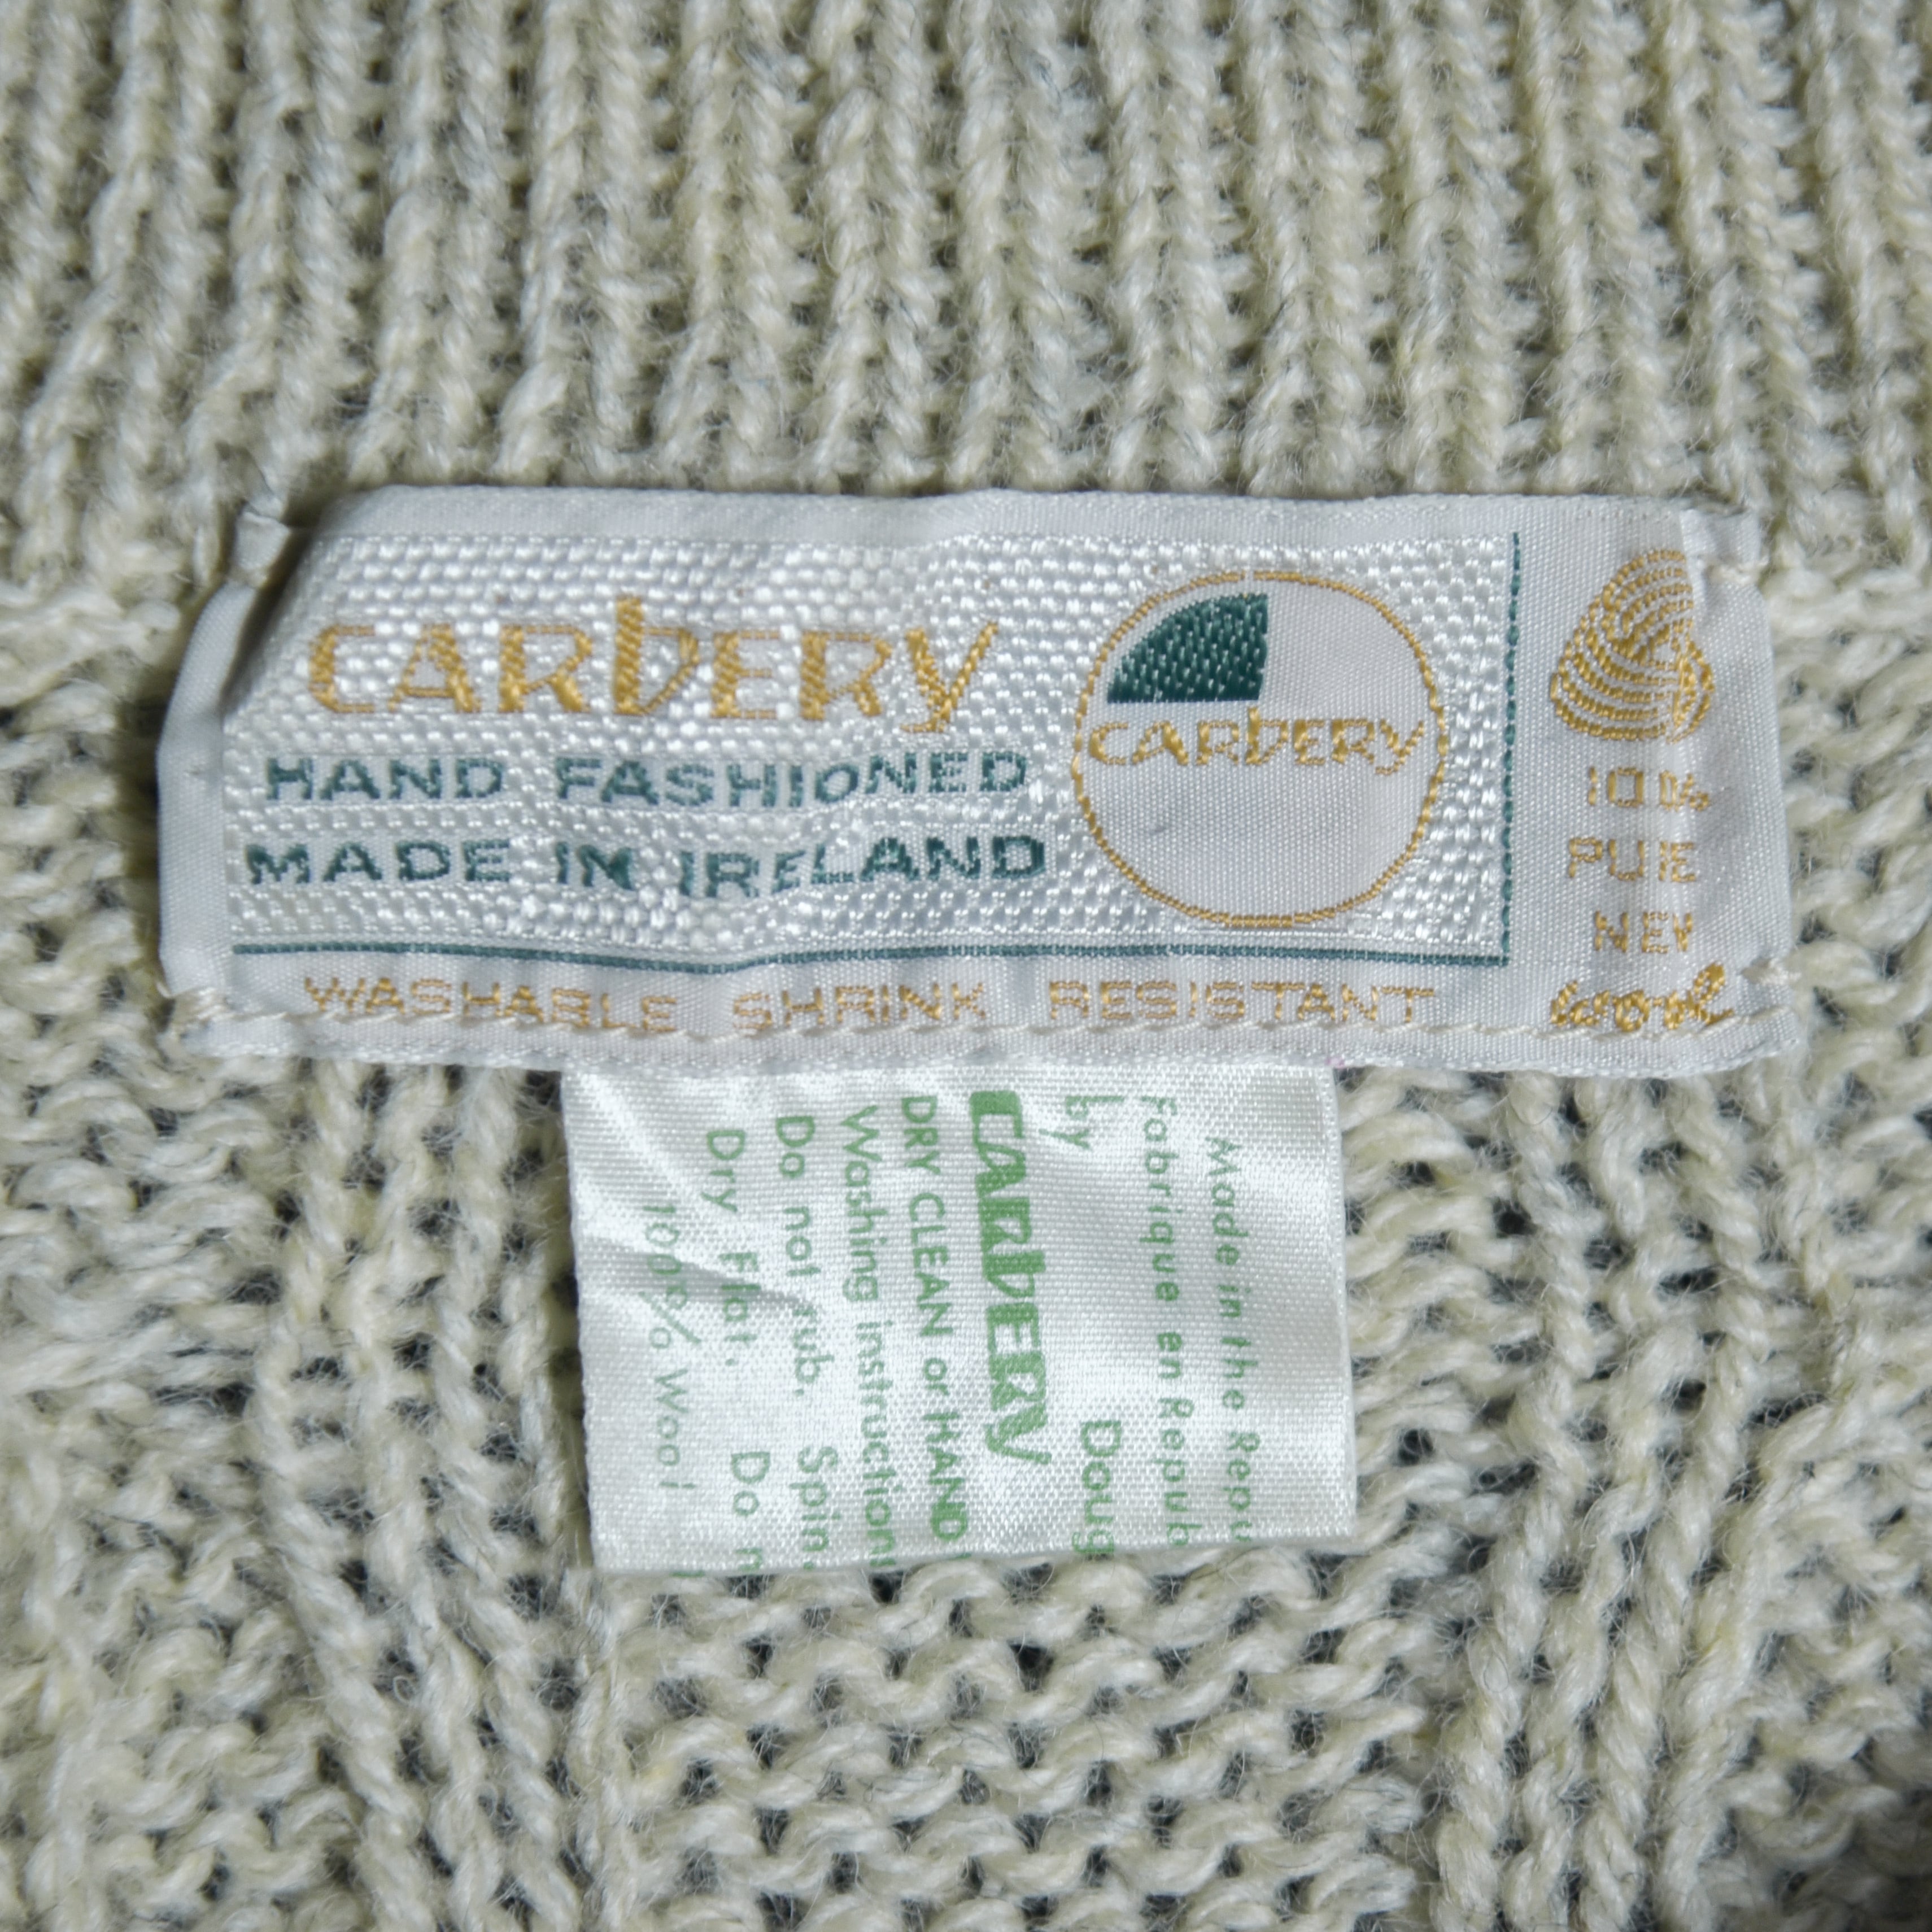 CARBERY
HAND FASHIONED
MADE IN IRELAND
CARBERY
WASHABLE SHRINK RESISTANT
100%
PURE
NEW
wool
Made in the Repu
Fabrique en Repub
by Doug
CARBERY
DRY CLEAN or HAND
Washing instruction
Do not rub. Spin
Dry Flat. Do n
100% Wool